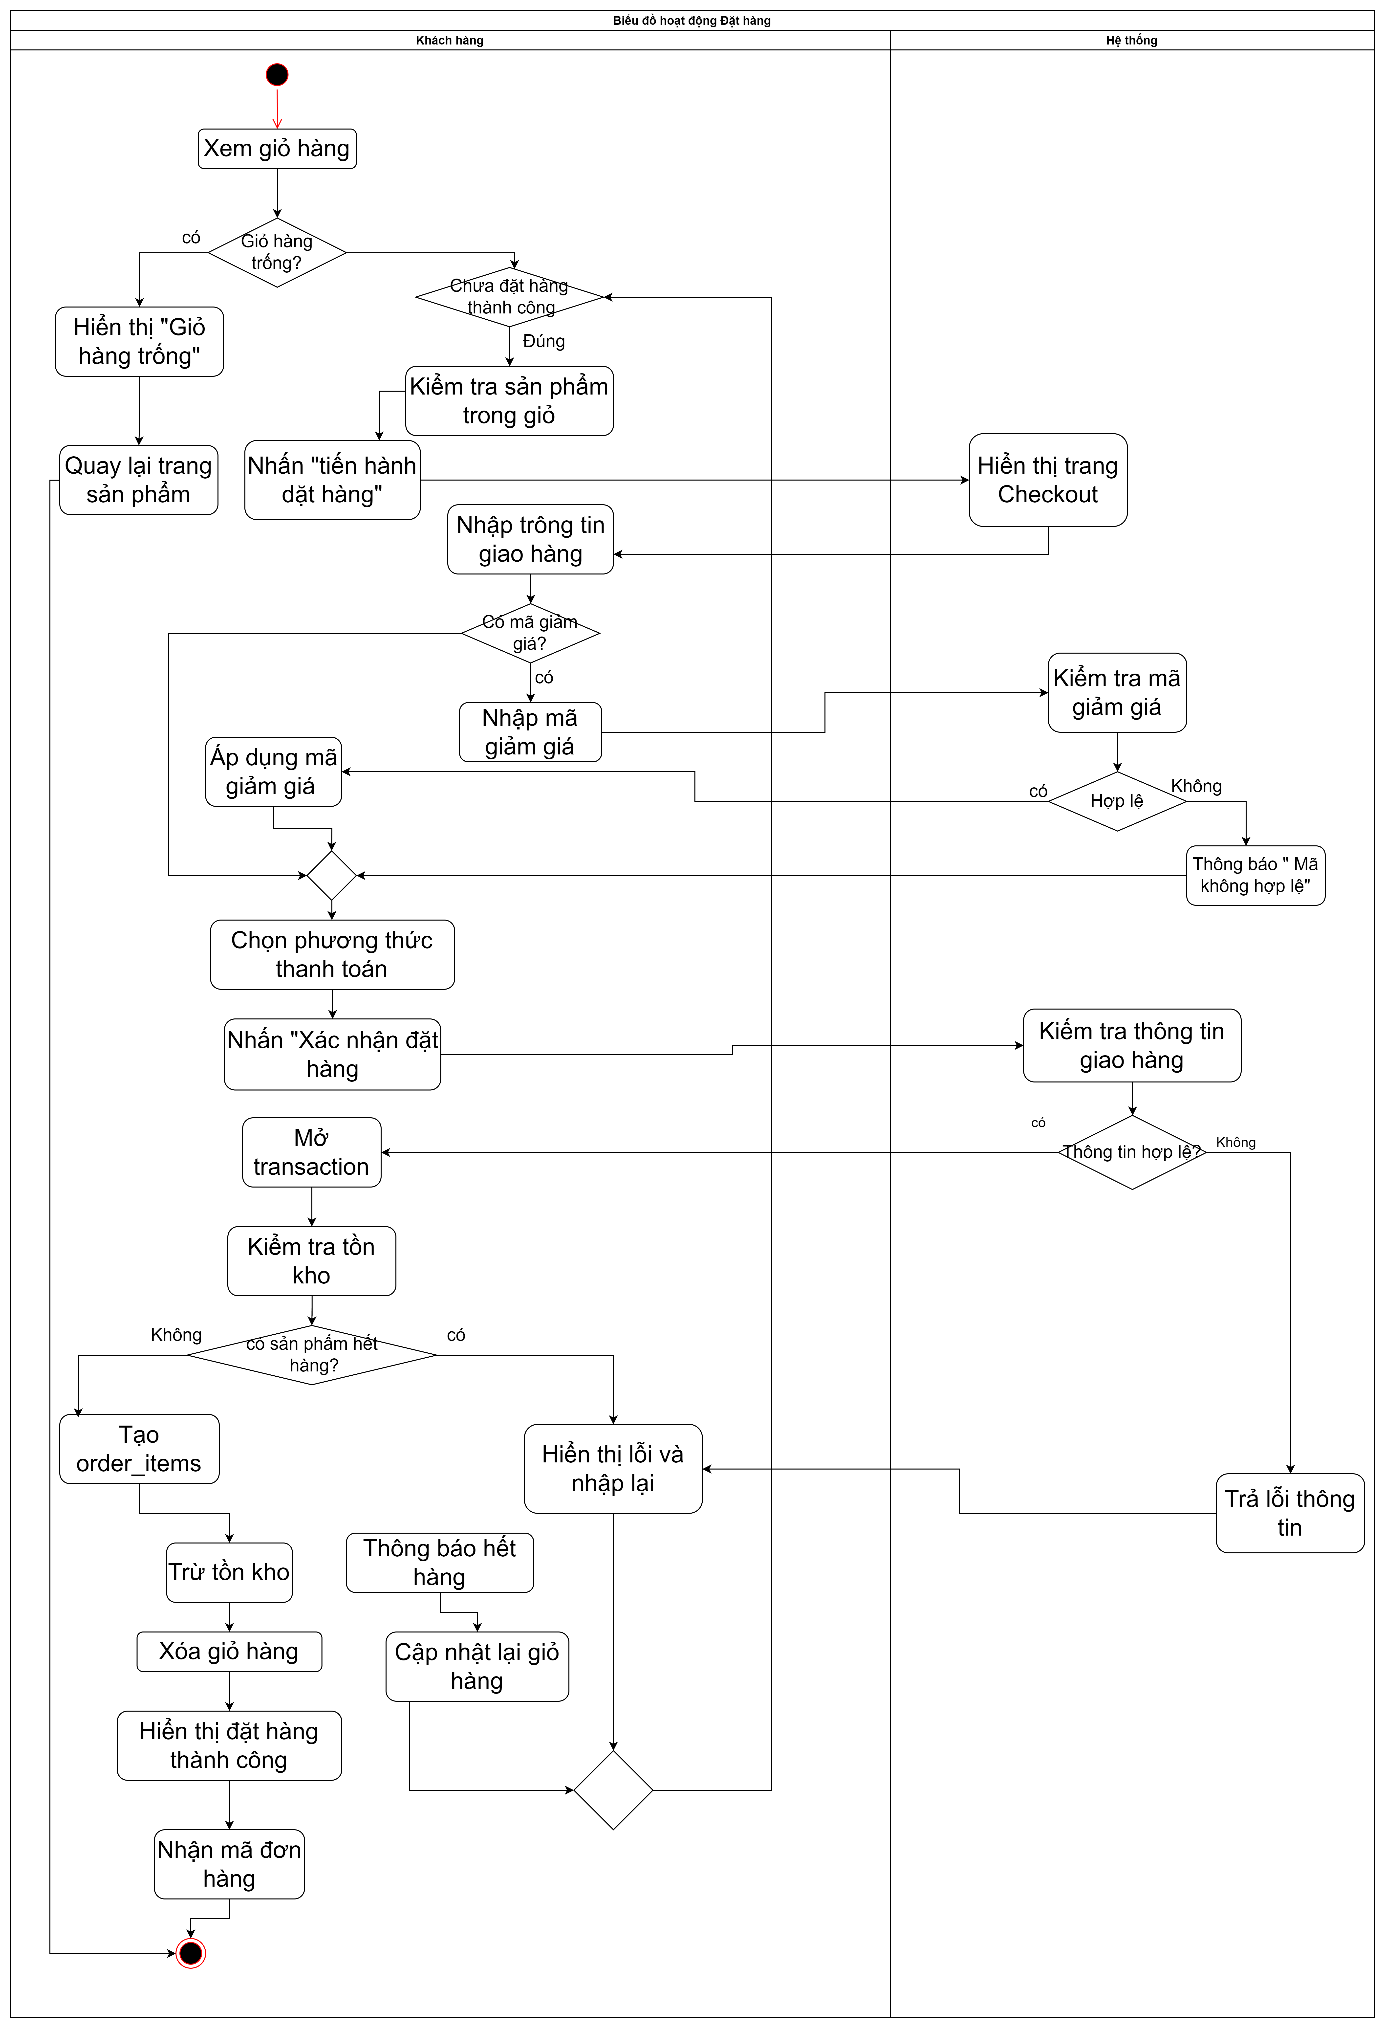 Biểu đồ hoạt động Đặt hàng
Khách hàng
Hệ thống
Xem giỏ hàng
có
Gió hàng
trống?
Chưa đặt hàng
thành công
Hiển thị "Giỏ
hàng trống"
Đúng
Kiểm tra sản phẩm
trong giỏ
Quay lại trang
sản phẩm
Nhấn "tiến hành
dặt hàng"
Hiển thị trang
Checkout
Nhập trông tin
giao hàng
Có mã giảm
giá?
có
Nhập mã
giảm giá
Kiểm tra mã
giảm giá
Áp dụng mã
giảm giá
có
Hợp lệ
Không
Thông báo " Mã
không hợp lệ"
Chọn phương thức
thanh toán
Nhấn "Xác nhận đặt
hàng
Kiếm tra thông tin
giao hàng
có
Thông tin hợp lệ?
Không
Mở
transaction
Kiểm tra tồn
kho
Không
có sản phẩm hết
hàng?
có
Tạo
order_items
Hiển thị lỗi và
nhập lại
Trả lỗi thông
tin
Trừ tồn kho
Thông báo hết
hàng
Xóa giỏ hàng
Cập nhật lại giỏ
hàng
Hiển thị đặt hàng
thành công
Nhận mã đơn
hàng